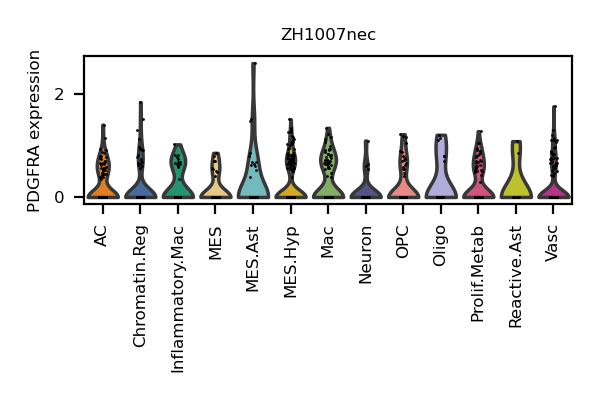 ZH1007nec
PDGFRA expression
2
0
AC
Chromatin.Reg
Inflammatory.Mac
MES
MES.Ast
MES.Hyp
Mac
Neuron
OPC
Oligo
Prolif.Metab
Reactive.Ast
Vasc